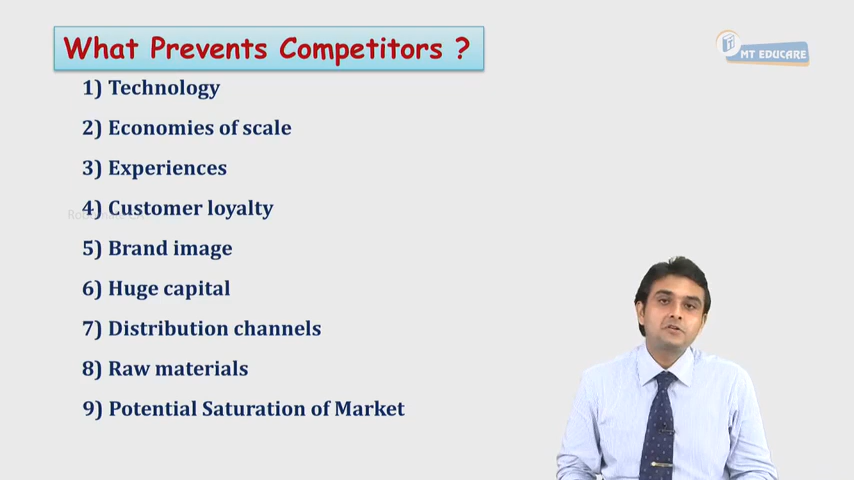 What Prevents Competitors ?
MT EDUCARE
1) Technology
2) Economies of scale
3) Experiences
4) Customer loyalty
5) Brand image
6) Huge capital
7) Distribution channels
8) Raw materials
9) Potential Saturation of Market